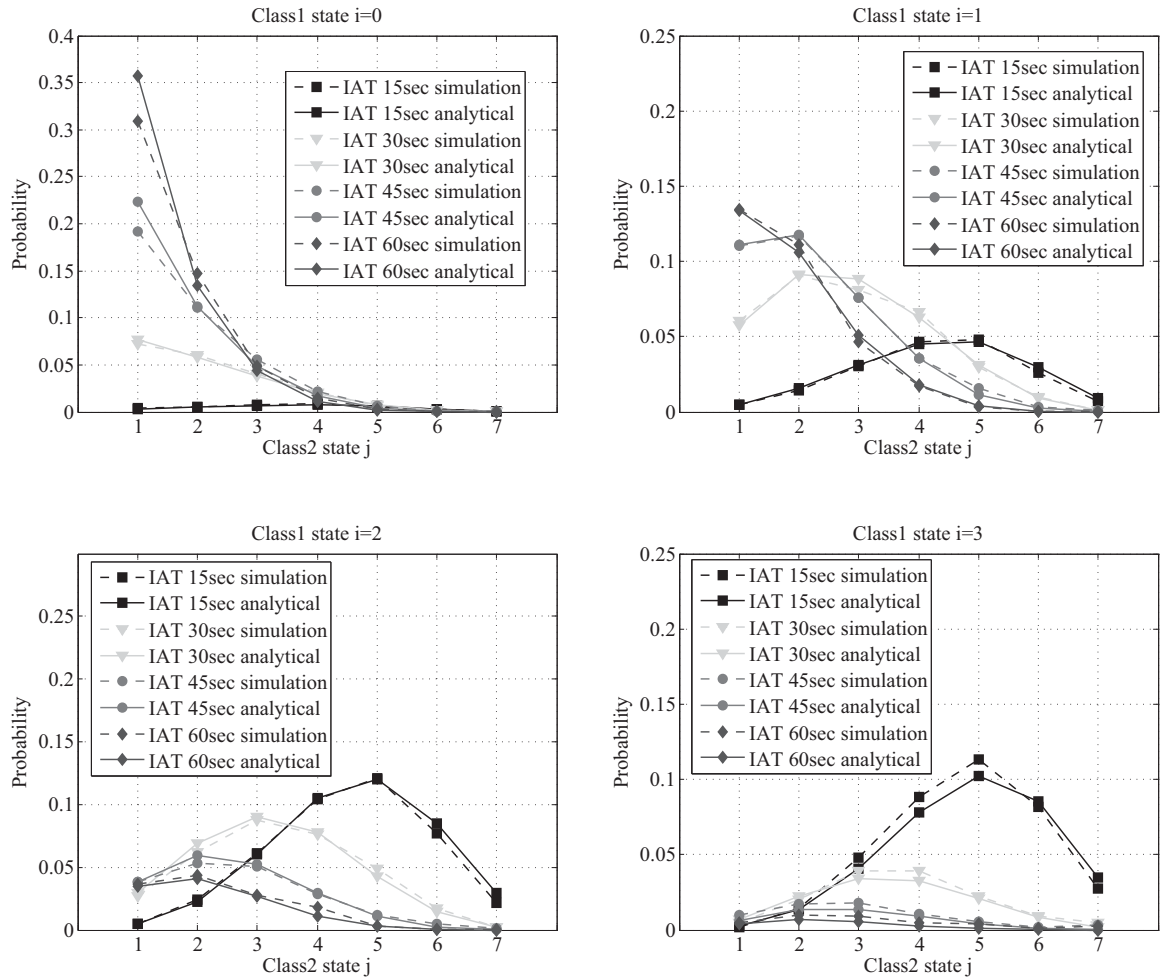 Class1 state i=0
0.4
0.35
0.3
0.25
0.2
0.15
0.1
0.05
0
Probability
IAT 15sec simulation
IAT 15sec analytical
IAT 30sec simulation
IAT 30sec analytical
IAT 45sec simulation
IAT 45sec analytical
IAT 60sec simulation
IAT 60sec analytical
1 2 3 4 5 6 7
Class2 state j
Class1 state i=1
0.25
0.2
0.15
0.1
0.05
0
Probability
IAT 15sec simulation
IAT 15sec analytical
IAT 30sec simulation
IAT 30sec analytical
IAT 45sec simulation
IAT 45sec analytical
IAT 60sec simulation
IAT 60sec analytical
1 2 3 4 5 6 7
Class2 state j
Class1 state i=2
0.25
0.2
0.15
0.1
0.05
0
Probability
IAT 15sec simulation
IAT 15sec analytical
IAT 30sec simulation
IAT 30sec analytical
IAT 45sec simulation
IAT 45sec analytical
IAT 60sec simulation
IAT 60sec analytical
1 2 3 4 5 6 7
Class2 state j
Class1 state i=3
0.25
0.2
0.15
0.1
0.05
0
Probability
IAT 15sec simulation
IAT 15sec analytical
IAT 30sec simulation
IAT 30sec analytical
IAT 45sec simulation
IAT 45sec analytical
IAT 60sec simulation
IAT 60sec analytical
1 2 3 4 5 6 7
Class2 state j